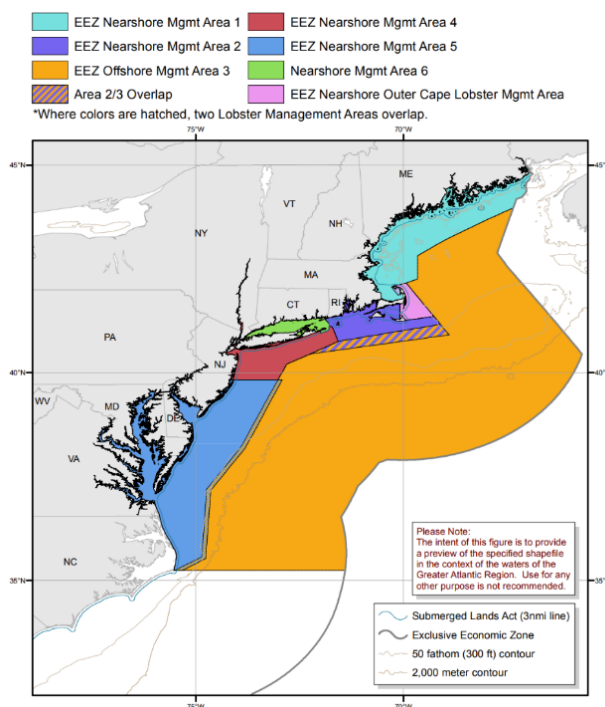 EEZ Nearshore Mgmt Area 1
EEZ Nearshore Mgmt Area 4
EEZ Nearshore Mgmt Area 2
EEZ Nearshore Mgmt Area 5
EEZ Offshore Mgmt Area 3
Nearshore Mgmt Area 6
Area 2/3 Overlap
EEZ Nearshore Outer Cape Lobster Mgmt Area
*Where colors are hatched, two Lobster Management Areas overlap.
75°W
70°W
45°N
45°N
ME
VT
NH
NY
MA
CT
RI
PA
NJ
40°N
WV
MD
DE
VA
NC
35°N
Please Note:
The intent of this figure is to provide
a preview of the specified shapefile
in the context of the waters of the
Greater Atlantic Region. Use for any
other purpose is not recommended.
Submerged Lands Act (3nmi line)
Exclusive Economic Zone
50 fathom (300 ft) contour
2,000 meter contour
75°W
70°W